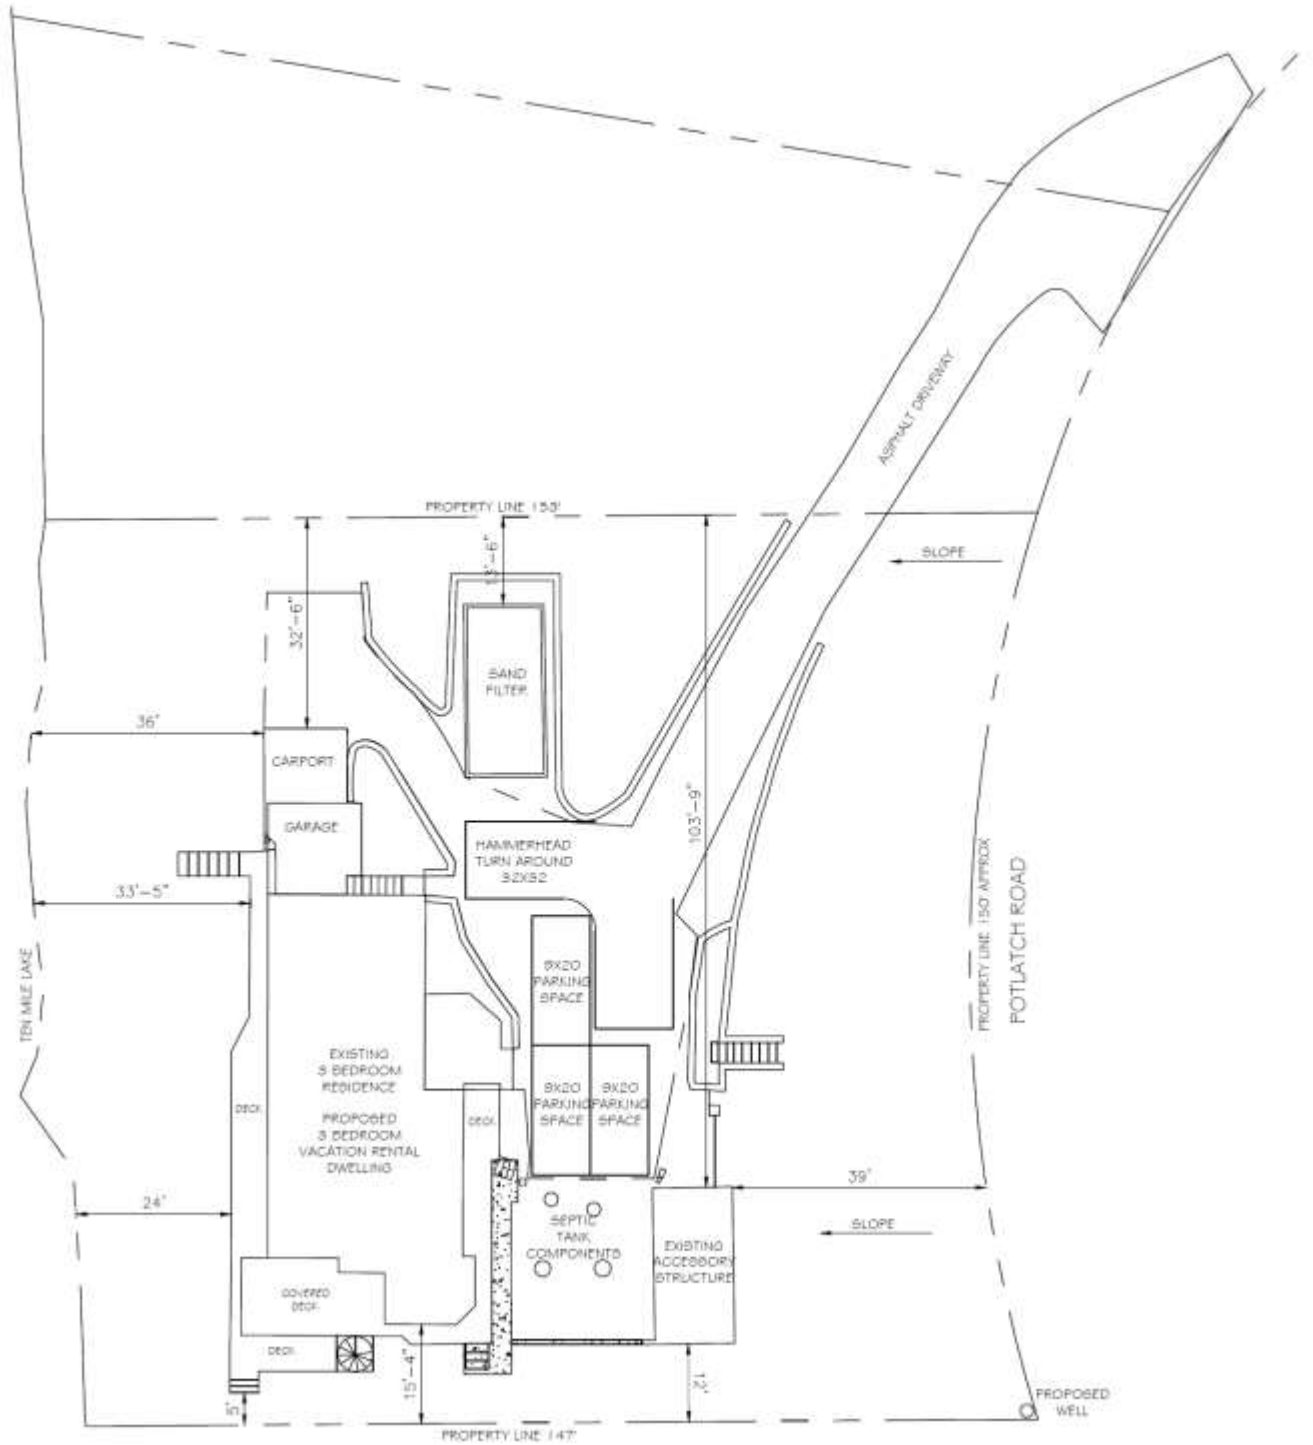 ASPHALT DRIVEWAY
PROPERTY LINE 153'
13'-6"
SLOPE
32'-6"
SAND
FILTER
36'
CARPORT
103'-9"
GARAGE
HAMMERHEAD
TURN AROUND
32X32
33'-5"
PROPERTY LINE 150' APPROX
POTLATCH ROAD
TEN MILE LAKE
9X20
PARKING
SPACE
EXISTING
3 BEDROOM
RESIDENCE
PROPOSED
3 BEDROOM
VACATION RENTAL
DWELLING
DECK
DECK
9X20
PARKING
SPACE
9X20
PARKING
SPACE
39'
24'
SLOPE
SEPTIC
TANK
COMPONENTS
EXISTING
ACCESSORY
STRUCTURE
COVERED
DECK
DECK
15'-4"
12'
5'
PROPOSED
WELL
PROPERTY LINE 147'